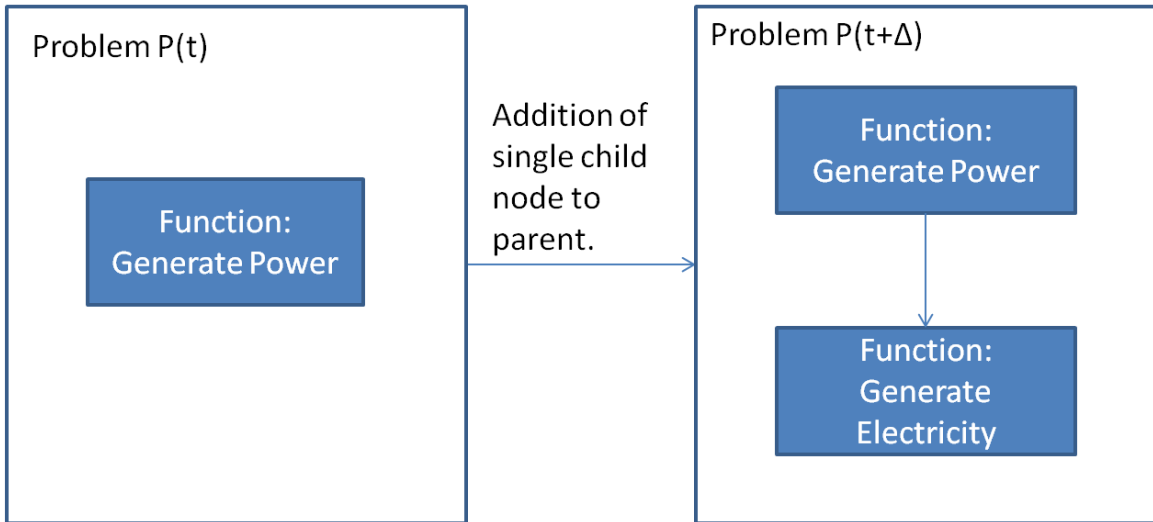 Problem P(t)
Function:
Generate Power
Addition of
single child
node to
parent.
Problem P(t+Δ)
Function:
Generate Power
Function:
Generate
Electricity